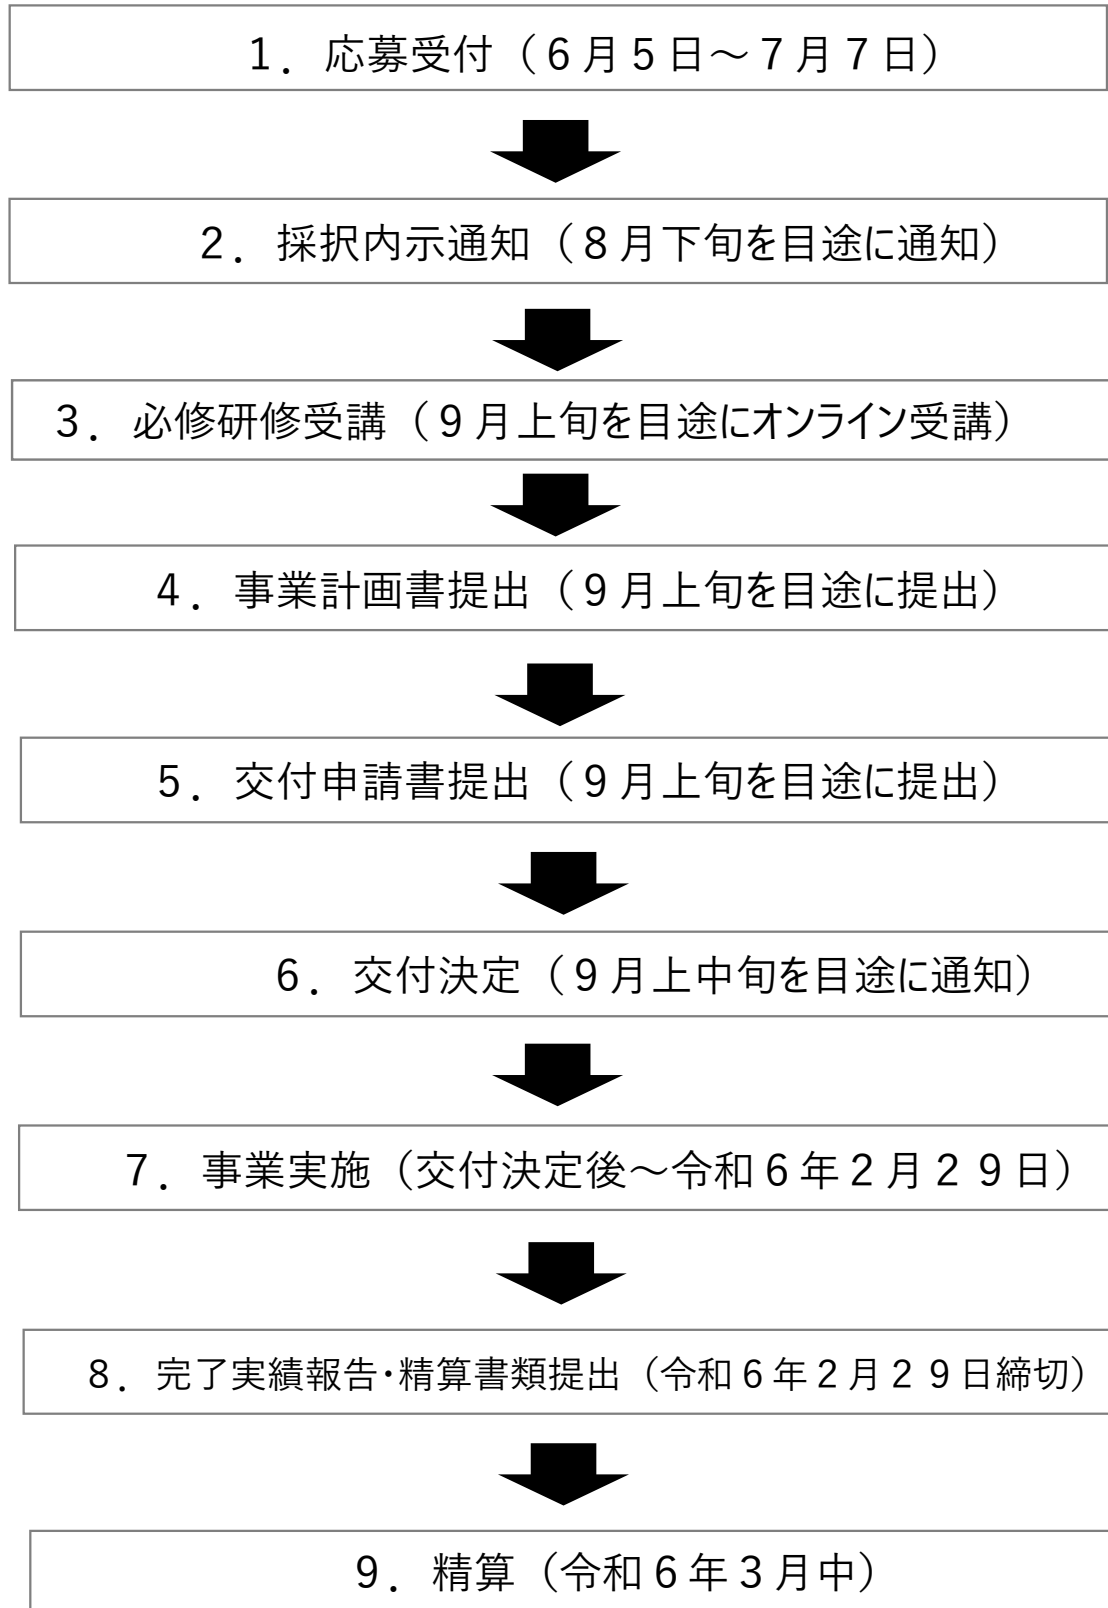 １．応募受付（６月５日～７月７日）
２．採択内示通知（８月下旬を目途に通知）
３．必修研修受講（９月上旬を目途にオンライン受講）
４．事業計画書提出（９月上旬を目途に提出）
５．交付申請書提出（９月上旬を目途に提出）
６．交付決定（９月上中旬を目途に通知）
７．事業実施（交付決定後～令和６年２月２９日）
８．完了実績報告・精算書類提出（令和６年２月２９日締切）
９．精算（令和６年３月中）